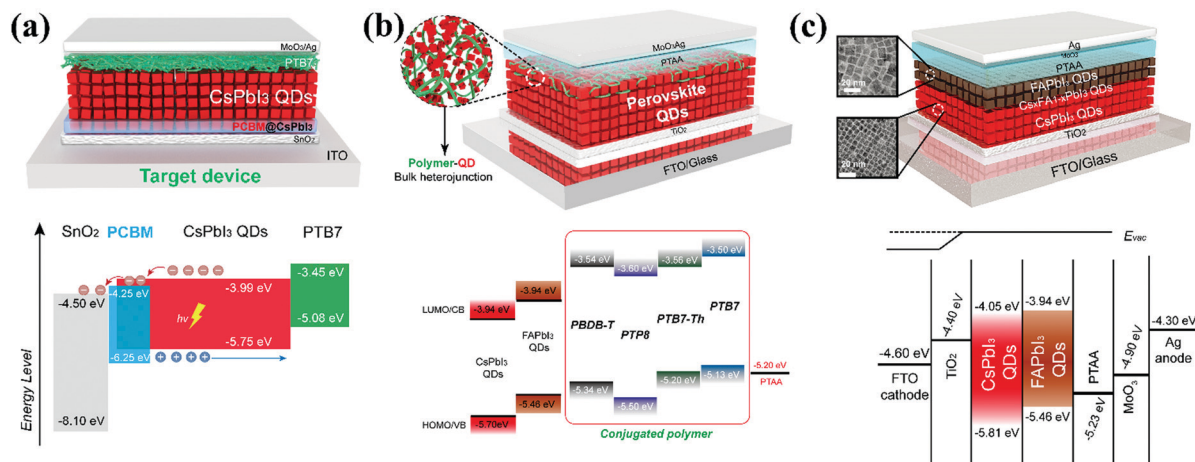 (a)
MoO₃/Ag
PTB7
CsPbI₃ QDs
PCBM@CsPbI₃
SnO₂
ITO
Target device
Energy Level
SnO₂ PCBM CsPbI₃ QDs PTB7
-4.50 eV
-8.10 eV
-4.25 eV
-6.25 eV
-3.99 eV
hν
-5.75 eV
-3.45 eV
-5.08 eV
(b)
MoO₃Ag
PTAA
Perovskite
QDs
TiO₂
FTO/Glass
Polymer-QD
Bulk heterojunction
LUMO/CB
HOMO/VB
-3.94 eV
CsPbI₃
QDs
-5.70eV
-3.94 eV
FAPbI₃
QDs
-5.46 eV
-3.54 eV
PBDB-T
-5.34 eV
-3.60 eV
PTP8
-5.50 eV
-3.56 eV
PTB7-Th
-5.20 eV
-3.50 eV
PTB7
-5.13 eV
-5.20 eV
PTAA
Conjugated polymer
(c)
20 nm
20 nm
Ag
MoO₃
PTAA
FAPbI₃ QDs
CsxFA1-xPbI₃ QDs
CsPbI₃ QDs
TiO₂
FTO/Glass
Evac
-4.60 eV
FTO
cathode
-4.40 eV
TiO₂
-4.05 eV
CsPbI₃
QDs
-5.81 eV
-3.94 eV
FAPbI₃
QDs
-5.46 eV
PTAA
-5.23 eV
-4.90 eV
MoO₃
-4.30 eV
Ag
anode